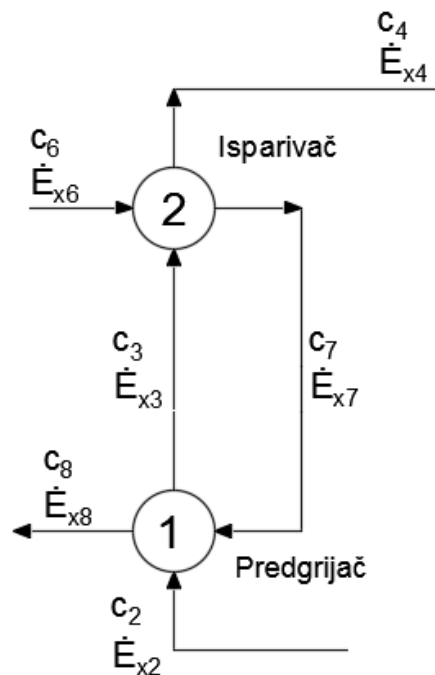 c4
Ėx4
Isparivač
c6
Ėx6
2
c3
Ėx3
c7
Ėx7
c8
Ėx8
1
Predgrijač
c2
Ėx2